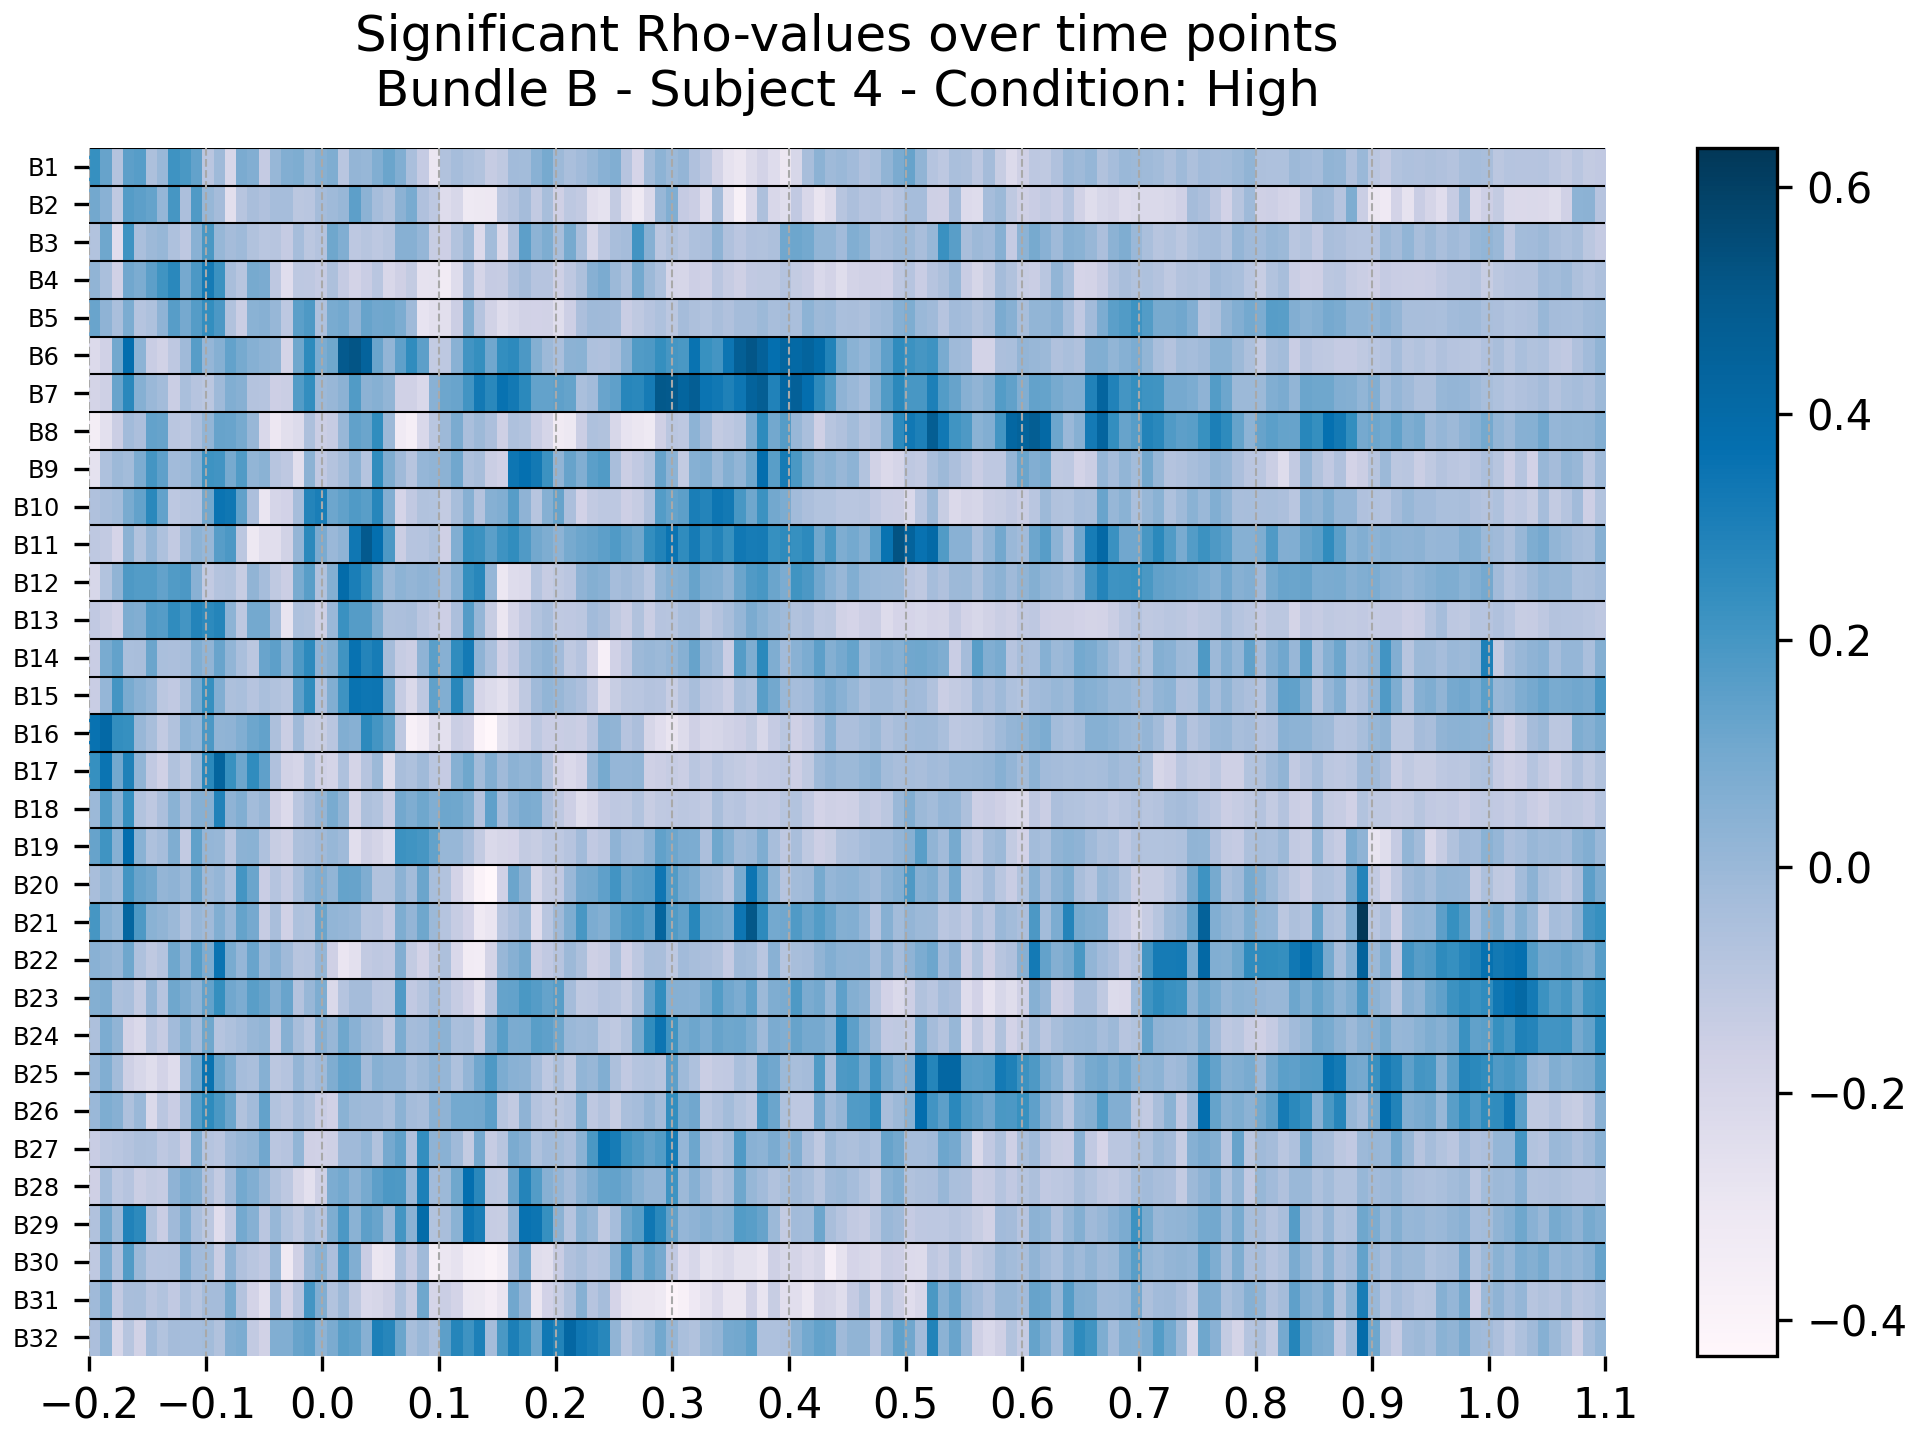 Significant Rho-values over time points
Bundle B - Subject 4 - Condition: High
B1
B2
B3
B4
B5
B6
B7
B8
B9
B10
B11
B12
B13
B14
B15
B16
B17
B18
B19
B20
B21
B22
B23
B24
B25
B26
B27
B28
B29
B30
B31
B32
−0.2 −0.1 0.0 0.1 0.2 0.3 0.4 0.5 0.6 0.7 0.8 0.9 1.0 1.1
0.6
0.4
0.2
0.0
−0.2
−0.4